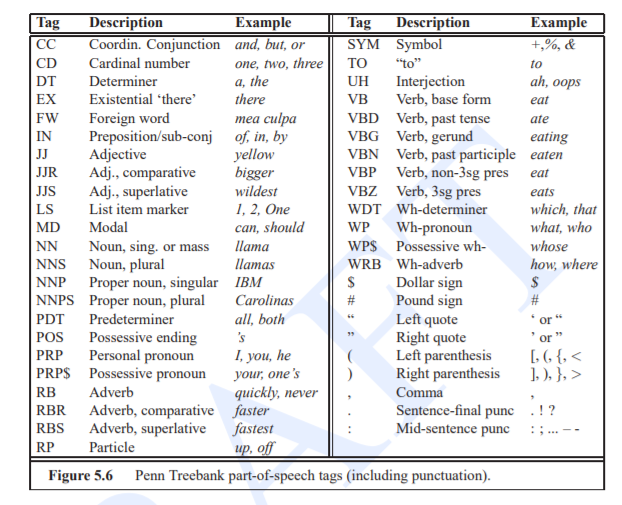 Tag Description Example Tag Description Example
CC Coordin. Conjunction and, but, or SYM Symbol +,%, &
CD Cardinal number one, two, three TO “to” to
DT Determiner a, the UH Interjection ah, oops
EX Existential ‘there’ there VB Verb, base form eat
FW Foreign word mea culpa VBD Verb, past tense ate
IN Preposition/sub-conj of, in, by VBG Verb, gerund eating
JJ Adjective yellow VBN Verb, past participle eaten
JJR Adj., comparative bigger VBP Verb, non-3sg pres eat
JJS Adj., superlative wildest VBZ Verb, 3sg pres eats
LS List item marker 1, 2, One WDT Wh-determiner which, that
MD Modal can, should WP Wh-pronoun what, who
NN Noun, sing. or mass llama WP$ Possessive wh- whose
NNS Noun, plural llamas WRB Wh-adverb how, where
NNP Proper noun, singular IBM $ Dollar sign $
NNPS Proper noun, plural Carolinas # Pound sign #
PDT Predeterminer all, both “ Left quote ‘ or “
POS Possessive ending ’s ” Right quote ’ or ”
PRP Personal pronoun I, you, he ( Left parenthesis [, (, {, <
PRP$ Possessive pronoun your, one’s ) Right parenthesis ], ), }, >
RB Adverb quickly, never , Comma ,
RBR Adverb, comparative faster . Sentence-final punc . ! ?
RBS Adverb, superlative fastest : Mid-sentence punc : ; ... – -
RP Particle up, off
Figure 5.6 Penn Treebank part-of-speech tags (including punctuation).
DRAFT